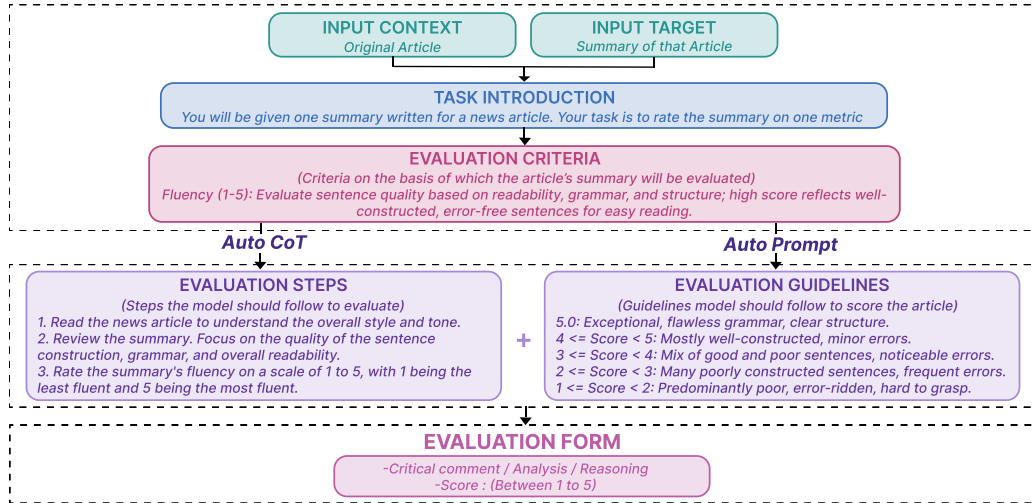 INPUT CONTEXT
Original Article
INPUT TARGET
Summary of that Article
TASK INTRODUCTION
You will be given one summary written for a news article. Your task is to rate the summary on one metric
EVALUATION CRITERIA
(Criteria on the basis of which the article's summary will be evaluated)
Fluency (1-5): Evaluate sentence quality based on readability, grammar, and structure; high score reflects well-
constructed, error-free sentences for easy reading.
Auto CoT
Auto Prompt
EVALUATION STEPS
(Steps the model should follow to evaluate)
1. Read the news article to understand the overall style and tone.
2. Review the summary. Focus on the quality of the sentence
construction, grammar, and overall readability.
3. Rate the summary's fluency on a scale of 1 to 5, with 1 being the
least fluent and 5 being the most fluent.
+
EVALUATION GUIDELINES
(Guidelines model should follow to score the article)
5.0: Exceptional, flawless grammar, clear structure.
4 <= Score < 5: Mostly well-constructed, minor errors.
3 <= Score < 4: Mix of good and poor sentences, noticeable errors.
2 <= Score < 3: Many poorly constructed sentences, frequent errors.
1 <= Score < 2: Predominantly poor, error-ridden, hard to grasp.
EVALUATION FORM
-Critical comment / Analysis / Reasoning
-Score : (Between 1 to 5)